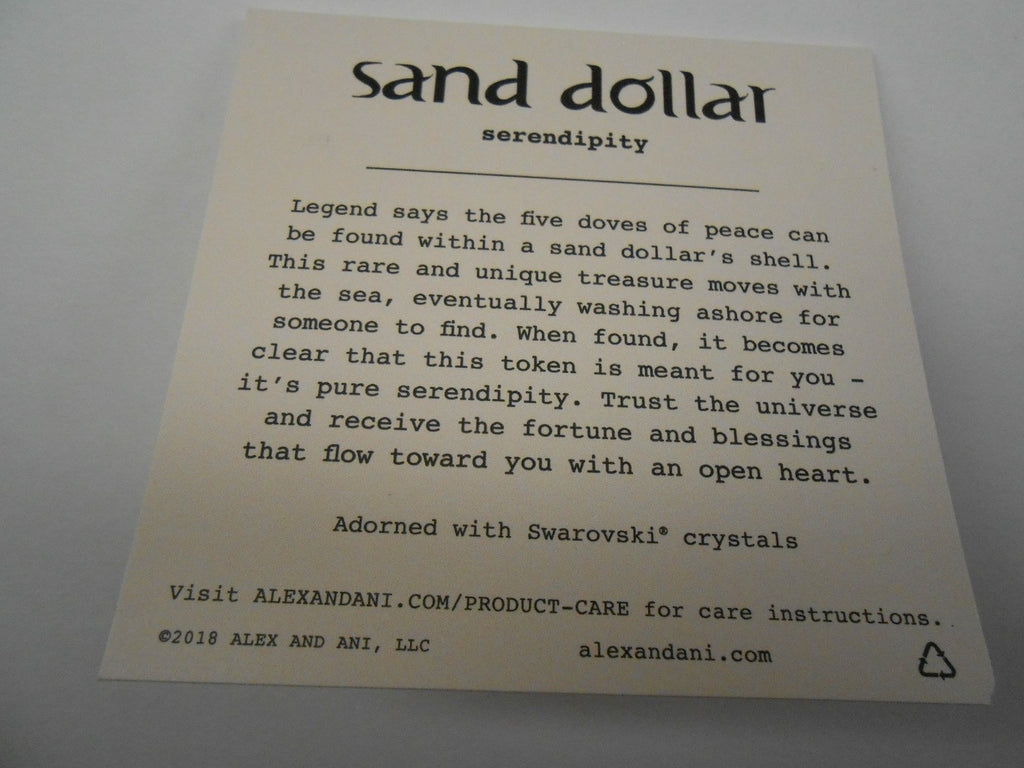 sand dollar
serendipity
Legend says the five doves of peace can
be found within a sand dollar's shell.
This rare and unique treasure moves with
the sea, eventually washing ashore for
someone to find. When found, it becomes
clear that this token is meant for you –
it's pure serendipity. Trust the universe
and receive the fortune and blessings
that flow toward you with an open heart.
Adorned with Swarovski® crystals
Visit ALEXANDANI.COM/PRODUCT-CARE for care instructions.
©2018 ALEX AND ANI, LLC
alexandani.com